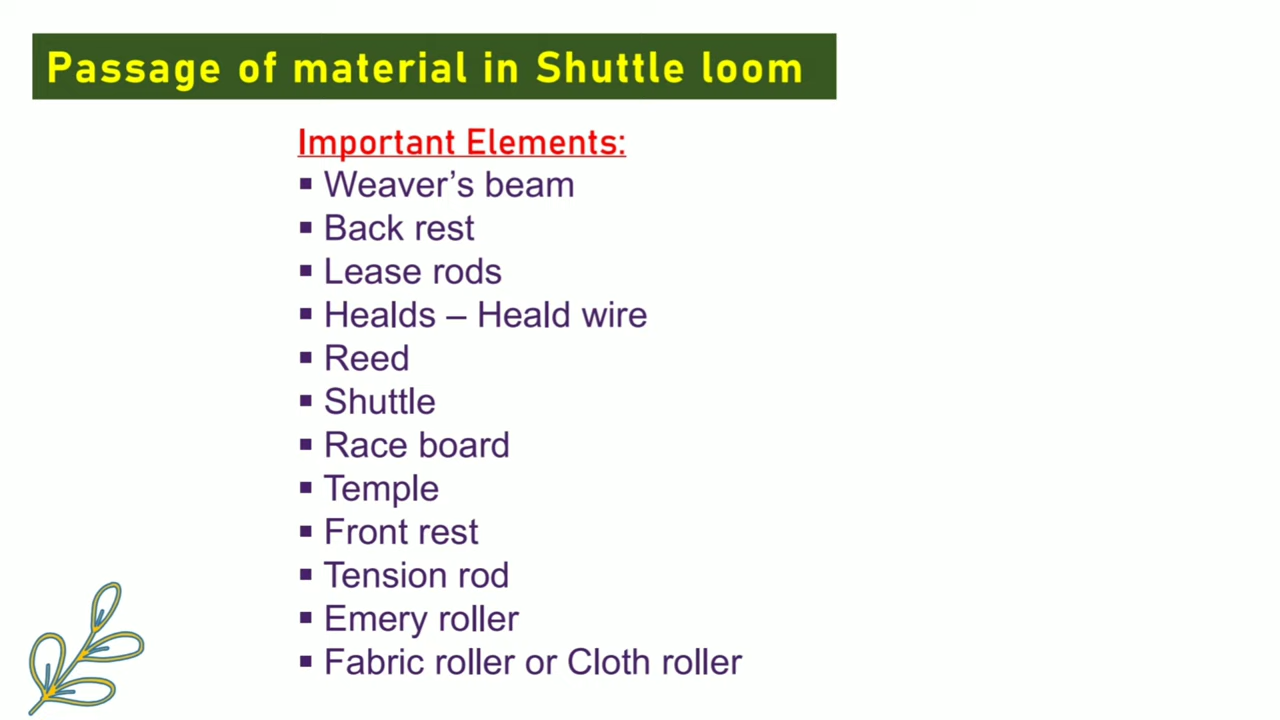 Passage of material in Shuttle loom
Important Elements:
▪ Weaver’s beam
▪ Back rest
▪ Lease rods
▪ Healds – Heald wire
▪ Reed
▪ Shuttle
▪ Race board
▪ Temple
▪ Front rest
▪ Tension rod
▪ Emery roller
▪ Fabric roller or Cloth roller